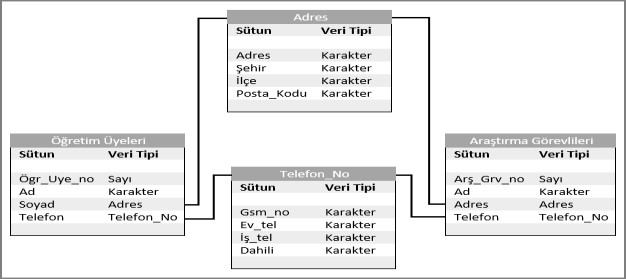 Adres
Sütun Veri Tipi
Adres Karakter
Şehir Karakter
İlçe Karakter
Posta_Kodu Karakter
Öğretim Üyeleri
Sütun Veri Tipi
Ögr_Uye_no Sayı
Ad Karakter
Soyad Adres
Telefon Telefon_No
Telefon_No
Sütun Veri Tipi
Gsm_no Karakter
Ev_tel Karakter
İş_tel Karakter
Dahili Karakter
Araştırma Görevlileri
Sütun Veri Tipi
Arş_Grv_no Sayı
Ad Karakter
Adres Adres
Telefon Telefon_No